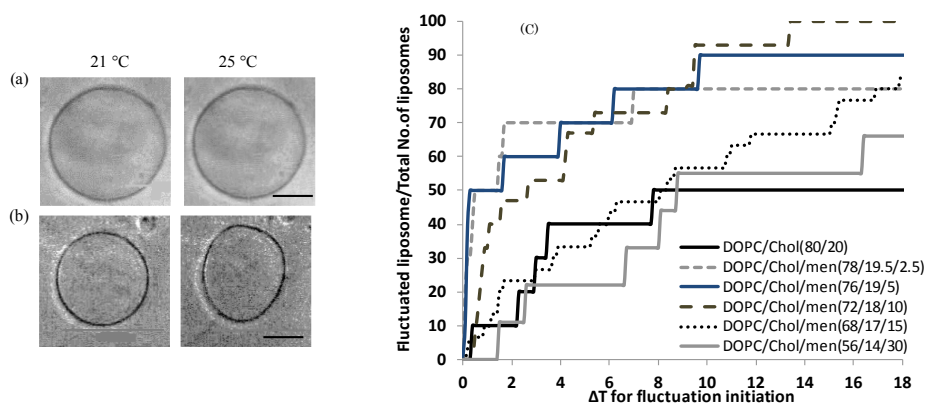 21 °C 25 °C
(a)
(b)
(C)
Fluctuated liposome/Total No.of liposomes
100
90
80
70
60
50
40
30
20
10
0
DOPC/Chol(80/20)
DOPC/Chol/men(78/19.5/2.5)
DOPC/Chol/men(76/19/5)
DOPC/Chol/men(72/18/10)
DOPC/Chol/men(68/17/15)
DOPC/Chol/men(56/14/30)
0 2 4 6 8 10 12 14 16 18
ΔT for fluctuation initiation